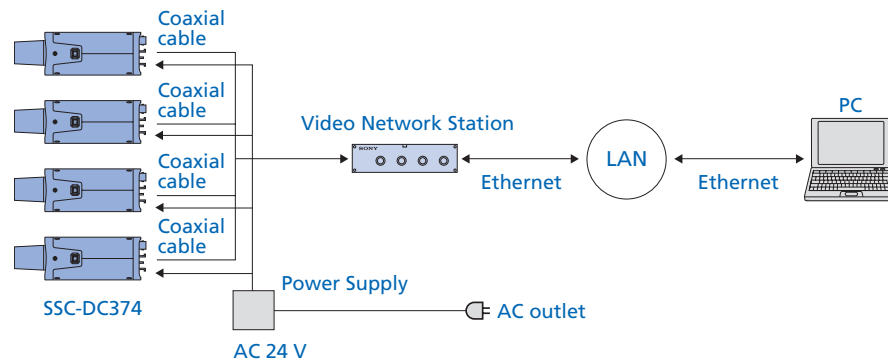 Coaxial
cable
Coaxial
cable
Coaxial
cable
Coaxial
cable
SSC-DC374
Video Network Station
SONY
Ethernet
LAN
Ethernet
PC
Power Supply
AC outlet
AC 24 V